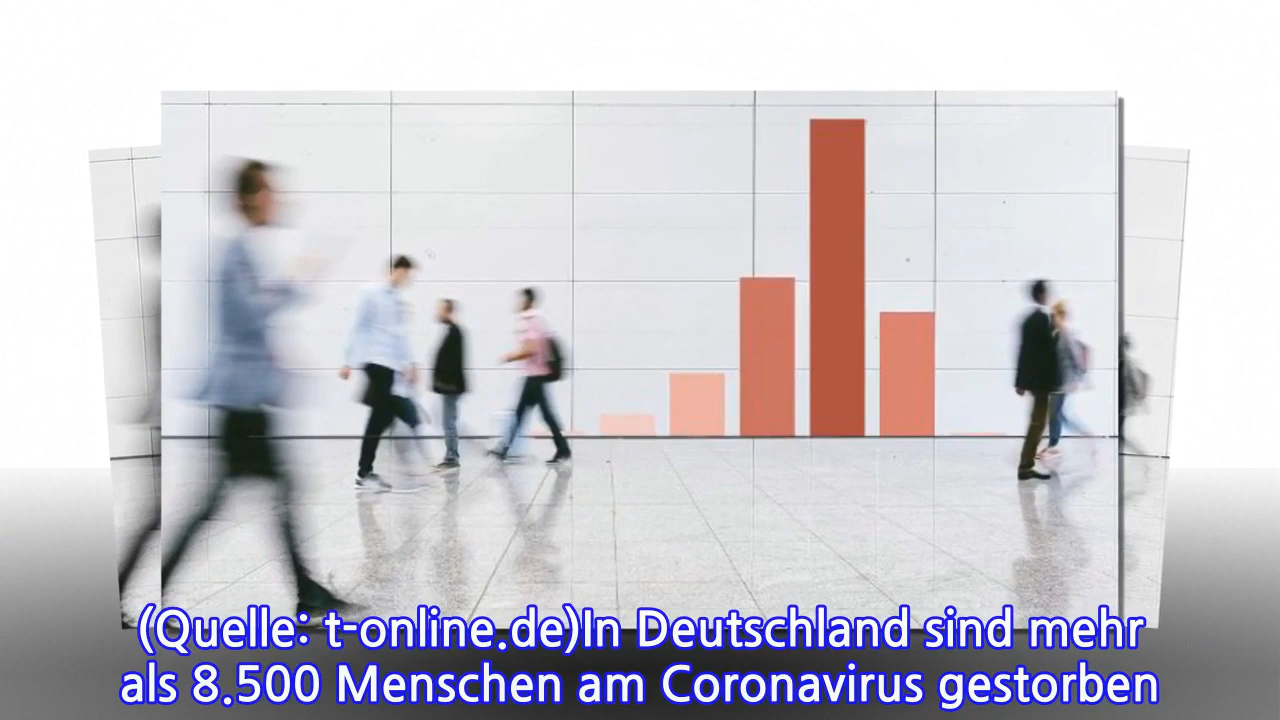 (Quelle: t-online.de)In Deutschland sind mehr
als 8.500 Menschen am Coronavirus gestorben